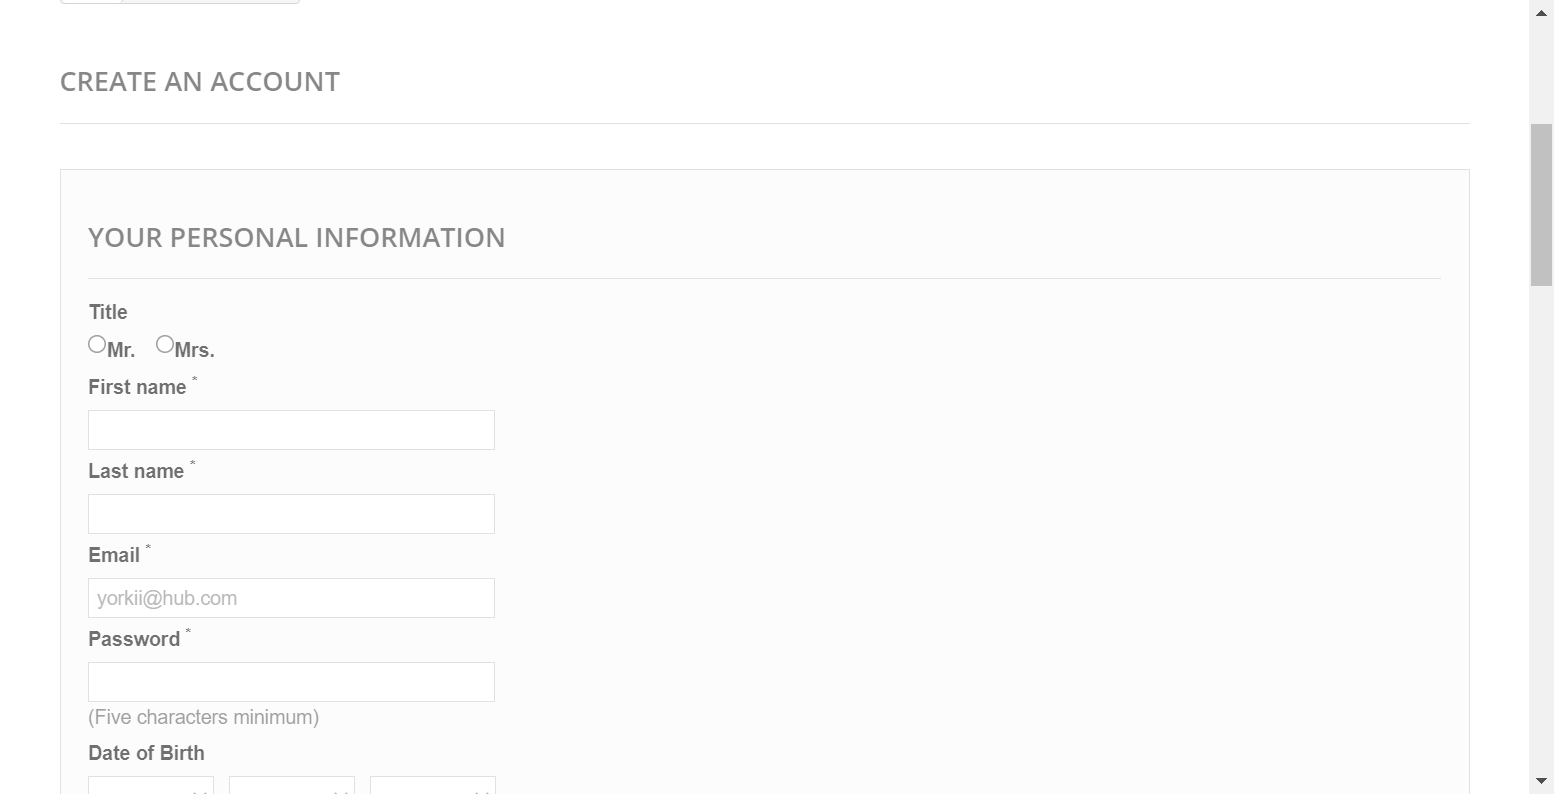 CREATE AN ACCOUNT
YOUR PERSONAL INFORMATION
Title
Mr. Mrs.
First name *
Last name *
Email *
yorkii@hub.com
Password *
(Five characters minimum)
Date of Birth